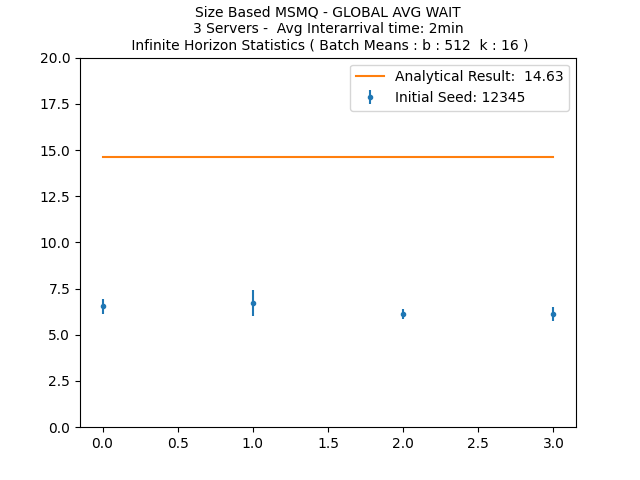 Size Based MSMQ - GLOBAL AVG WAIT
3 Servers -  Avg Interarrival time: 2min
Infinite Horizon Statistics ( Batch Means : b : 512  k : 16 )
Analytical Result:  14.63
Initial Seed: 12345
20.0
17.5
15.0
12.5
10.0
7.5
5.0
2.5
0.0
0.0 0.5 1.0 1.5 2.0 2.5 3.0